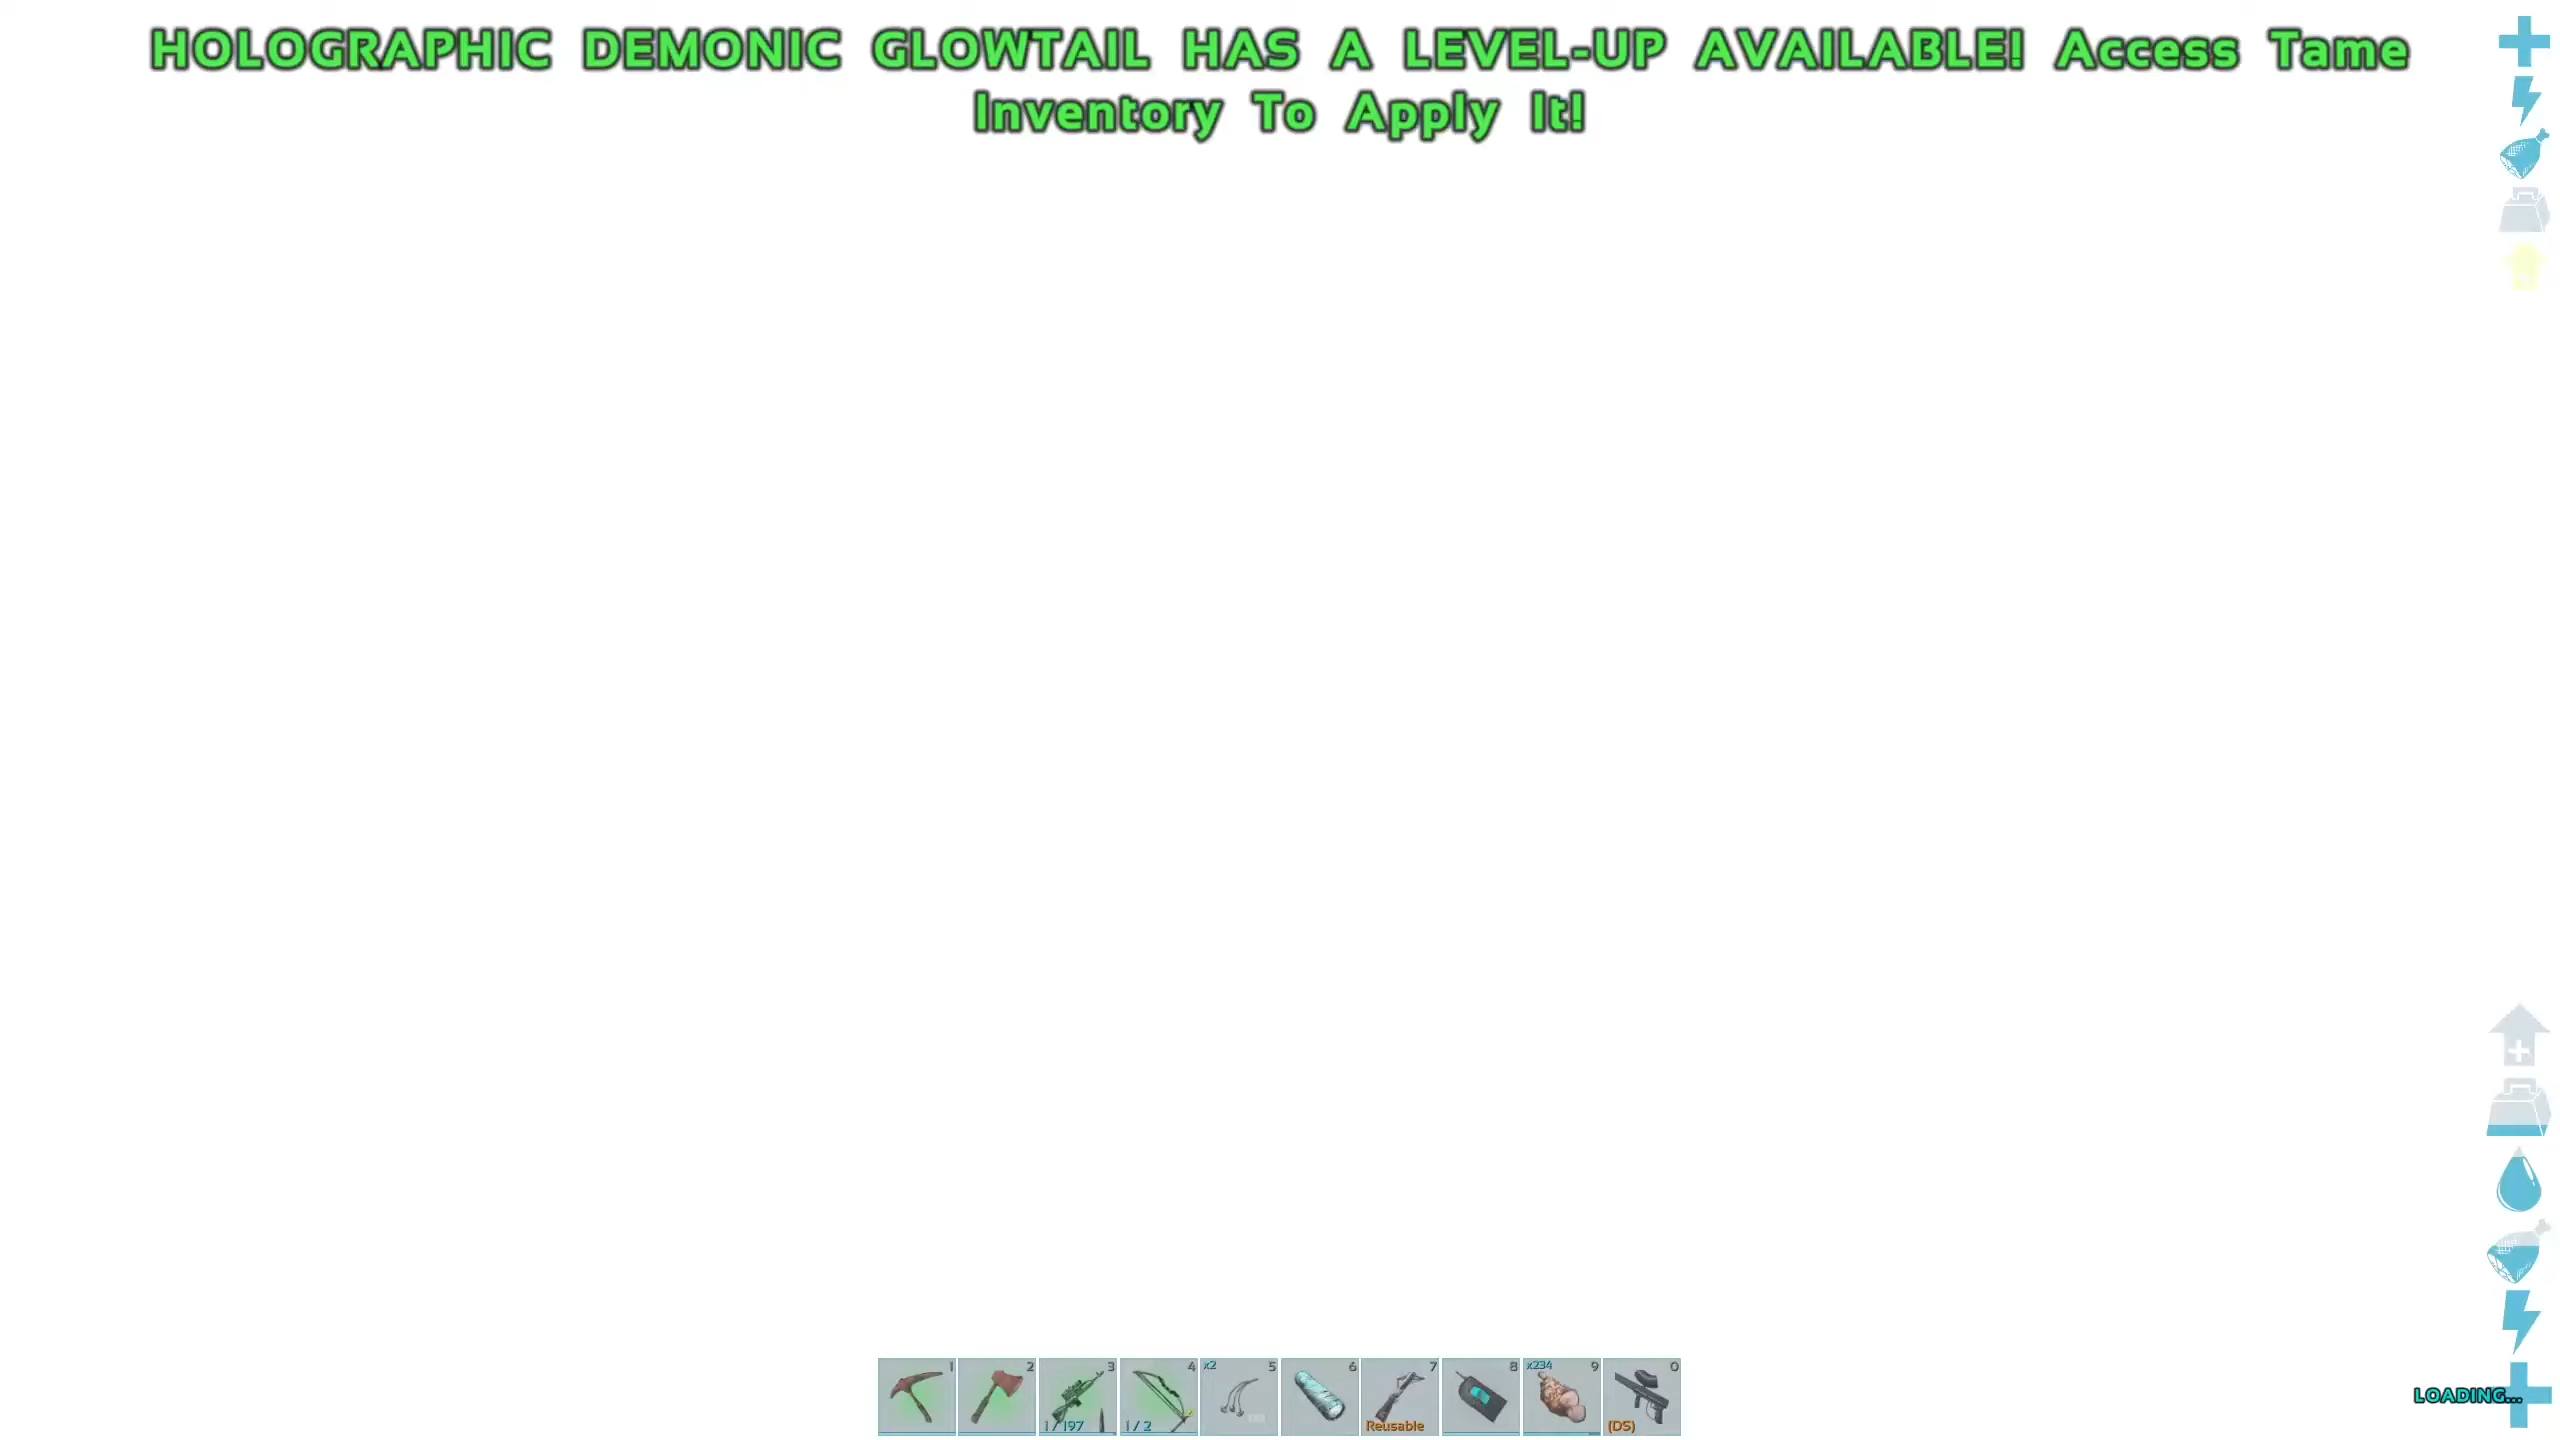 HOLOGRAPHIC DEMONIC GLOWTAIL HAS A LEVEL-UP AVAILABLE! Access Tame
Inventory To Apply It!
1 2 3 4 x2 5 6 7 8 x234 9 0
1 / 197 1 / 2 Reusable (DS)
LOADING...